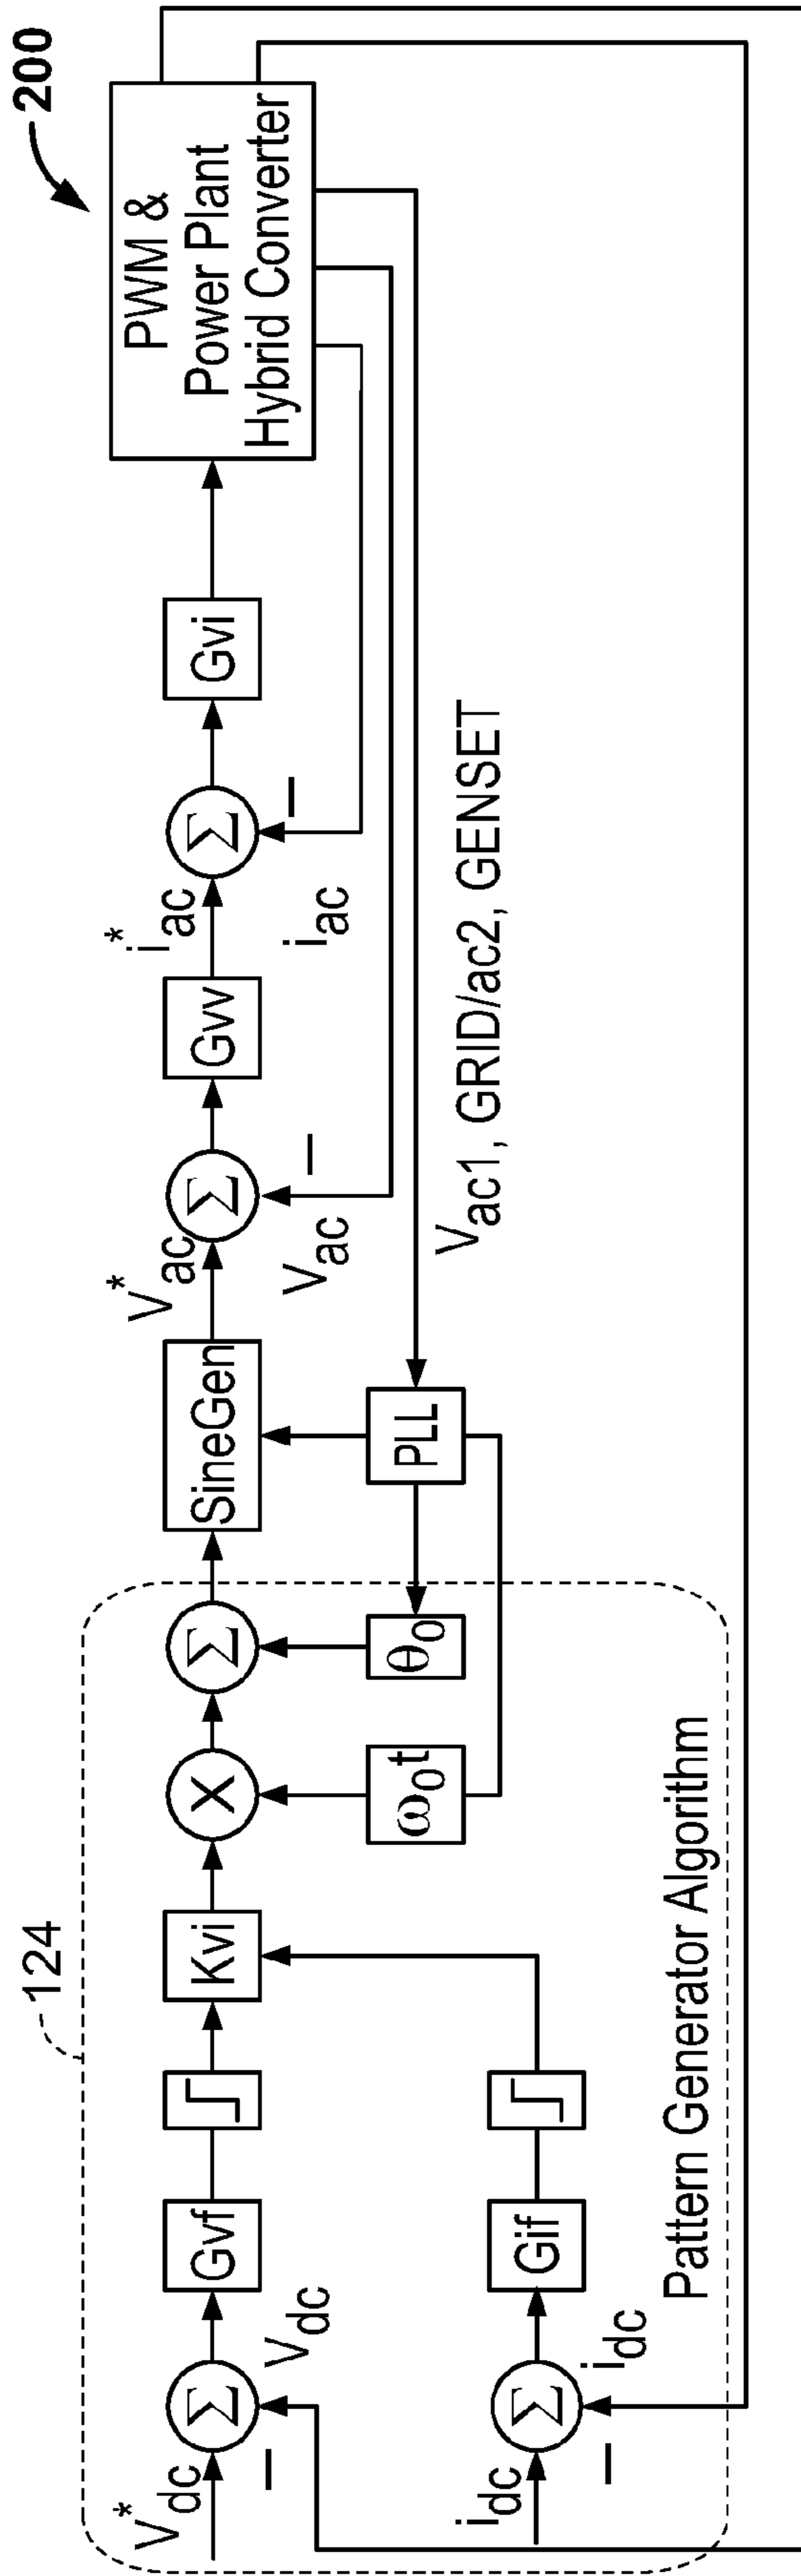 200
124
V*dc
Σ
−
Vdc
Gvf
Kvi
X
Σ
SineGen
V*ac
Σ
−
Vac
Gvv
i*ac
Σ
−
iac
Gvi
PWM &
Power Plant
Hybrid Converter
ω0t
θ0
PLL
Vac1, GRID/ac2, GENSET
idc
Σ
−
idc
Gif
Pattern Generator Algorithm